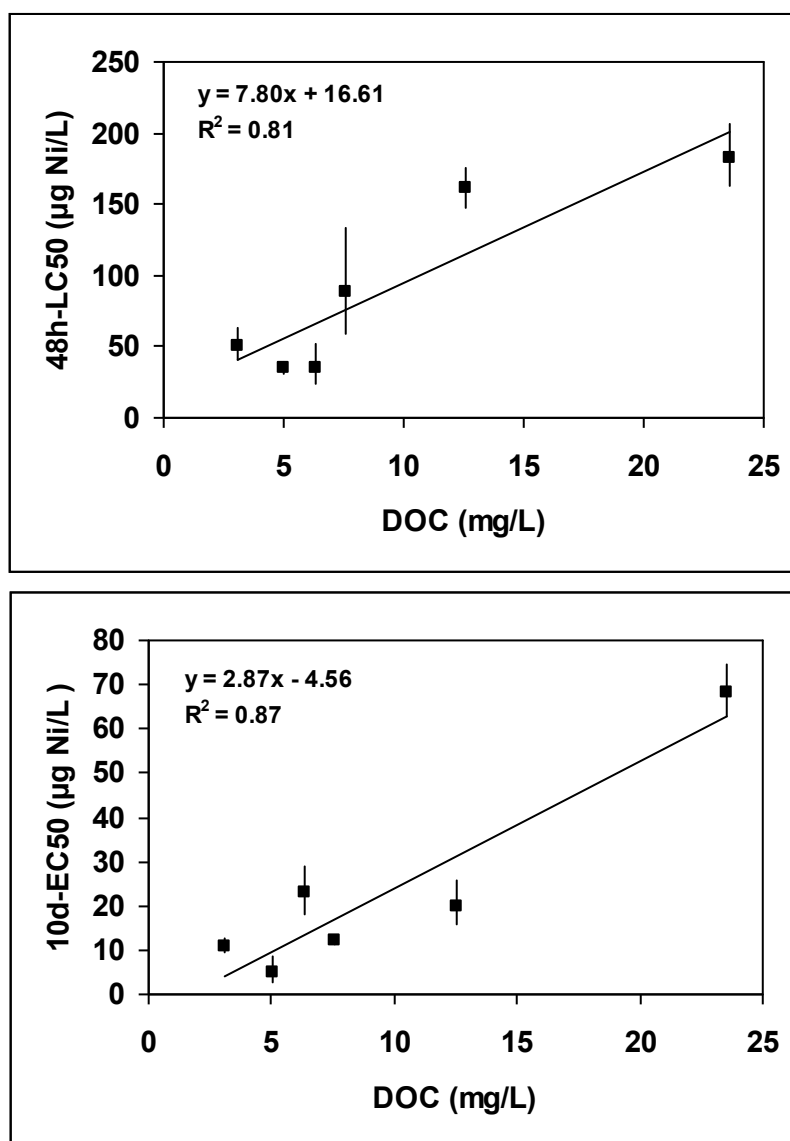 y = 7.80x + 16.61
R² = 0.81
250
200
150
100
50
0
48h-LC50 (µg Ni/L)
0 5 10 15 20 25
DOC (mg/L)
y = 2.87x - 4.56
R² = 0.87
80
70
60
50
40
30
20
10
0
10d-EC50 (µg Ni/L )
0 5 10 15 20 25
DOC (mg/L)